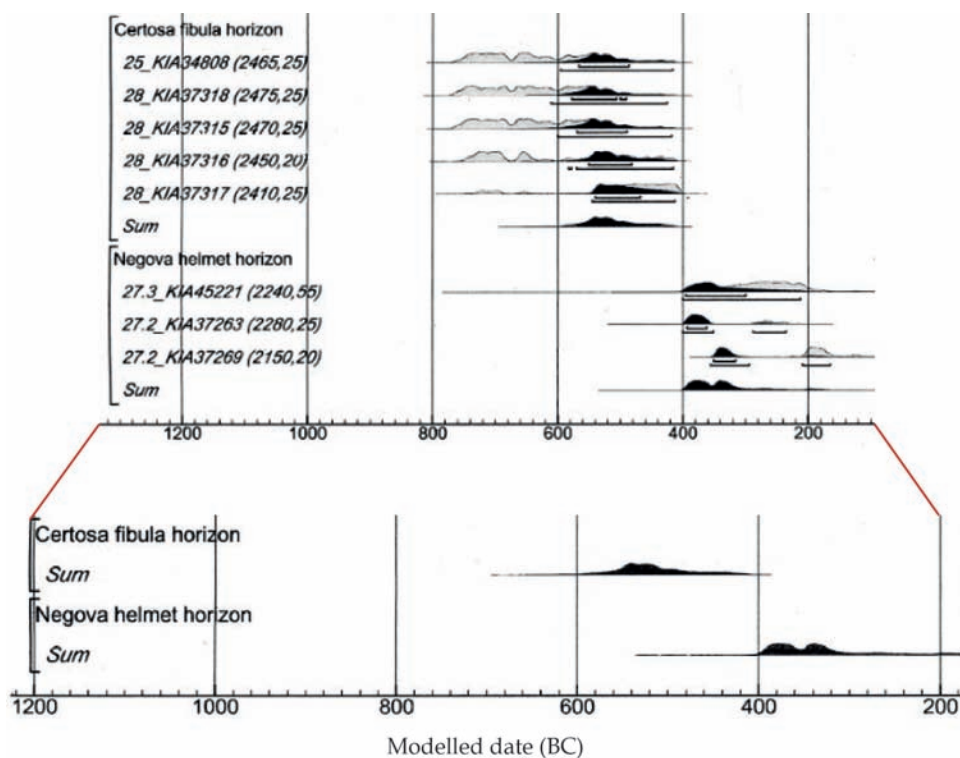 Certosa fibula horizon
25_KIA34808 (2465,25)
28_KIA37318 (2475,25)
28_KIA37315 (2470,25)
28_KIA37316 (2450,20)
28_KIA37317 (2410,25)
Sum
Negova helmet horizon
27.3_KIA45221 (2240,55)
27.2_KIA37263 (2280,25)
27.2_KIA37269 (2150,20)
Sum
1200 1000 800 600 400 200
Certosa fibula horizon
Sum
Negova helmet horizon
Sum
1200 1000 800 600 400 200
Modelled date (BC)